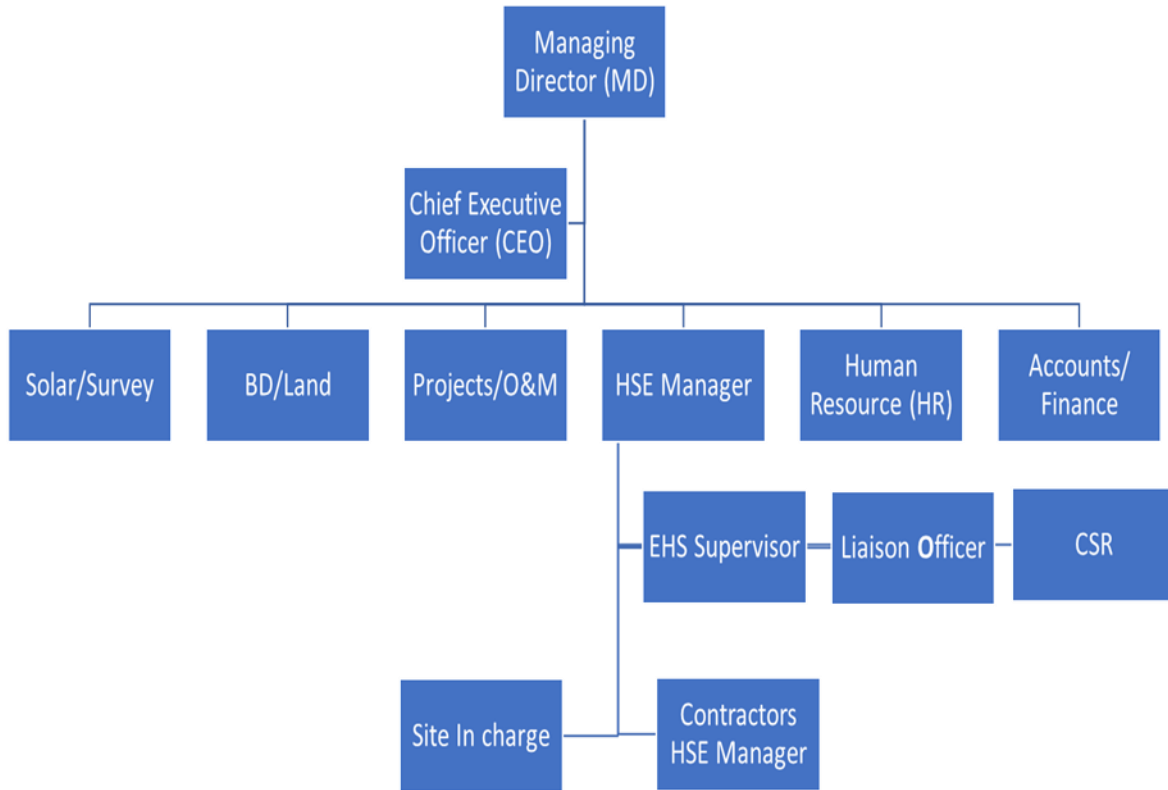 Managing
Director (MD)
Chief Executive
Officer (CEO)
Solar/Survey
BD/Land
Projects/O&M
HSE Manager
Human
Resource (HR)
Accounts/
Finance
EHS Supervisor
Liaison Officer
CSR
Site In charge
Contractors
HSE Manager